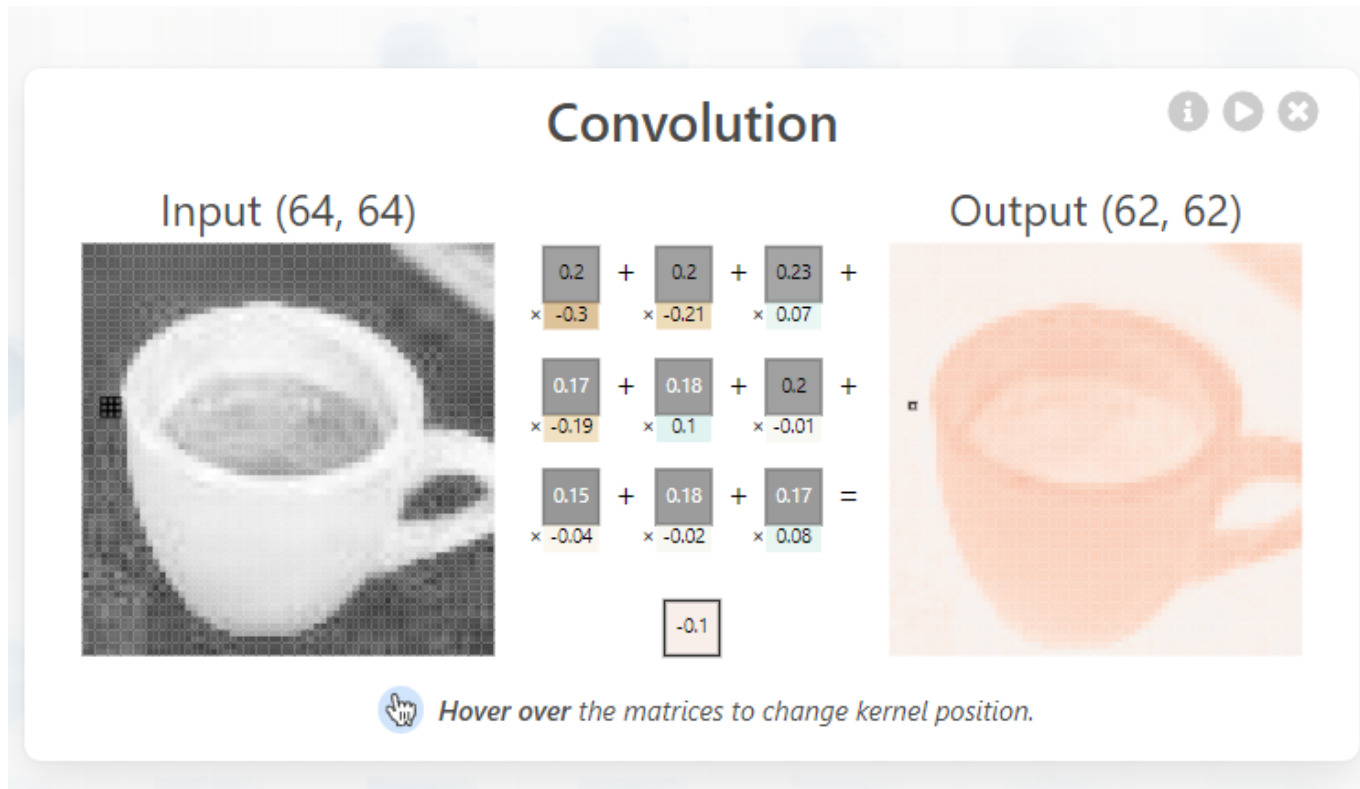 Convolution
Input (64, 64)
Output (62, 62)
0.2 + 0.2 + 0.23 +
× -0.3 × -0.21 × 0.07
0.17 + 0.18 + 0.2 +
× -0.19 × 0.1 × -0.01
0.15 + 0.18 + 0.17 =
× -0.04 × -0.02 × 0.08
-0.1
Hover over the matrices to change kernel position.